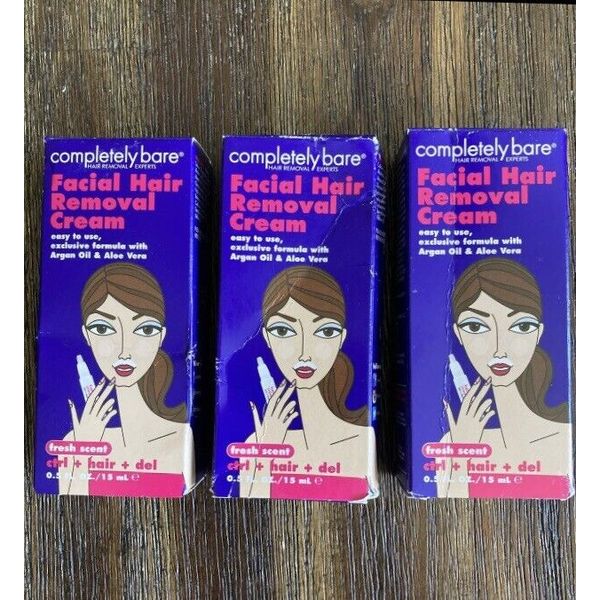 completely bare®
HAIR REMOVAL EXPERTS
Facial Hair
Removal
Cream
easy to use,
exclusive formula with
Argan Oil & Aloe Vera
fresh scent
ctrl + hair + del
0.5 FL. OZ./15 mL ℮
completely bare®
HAIR REMOVAL EXPERTS
Facial Hair
Removal
Cream
easy to use,
exclusive formula with
Argan Oil & Aloe Vera
fresh scent
ctrl + hair + del
0.5 FL. OZ./15 mL ℮
completely bare®
HAIR REMOVAL EXPERTS
Facial Hair
Removal
Cream
easy to use,
exclusive formula with
Argan Oil & Aloe Vera
fresh scent
ctrl + hair + del
0.5 FL. OZ./15 mL ℮